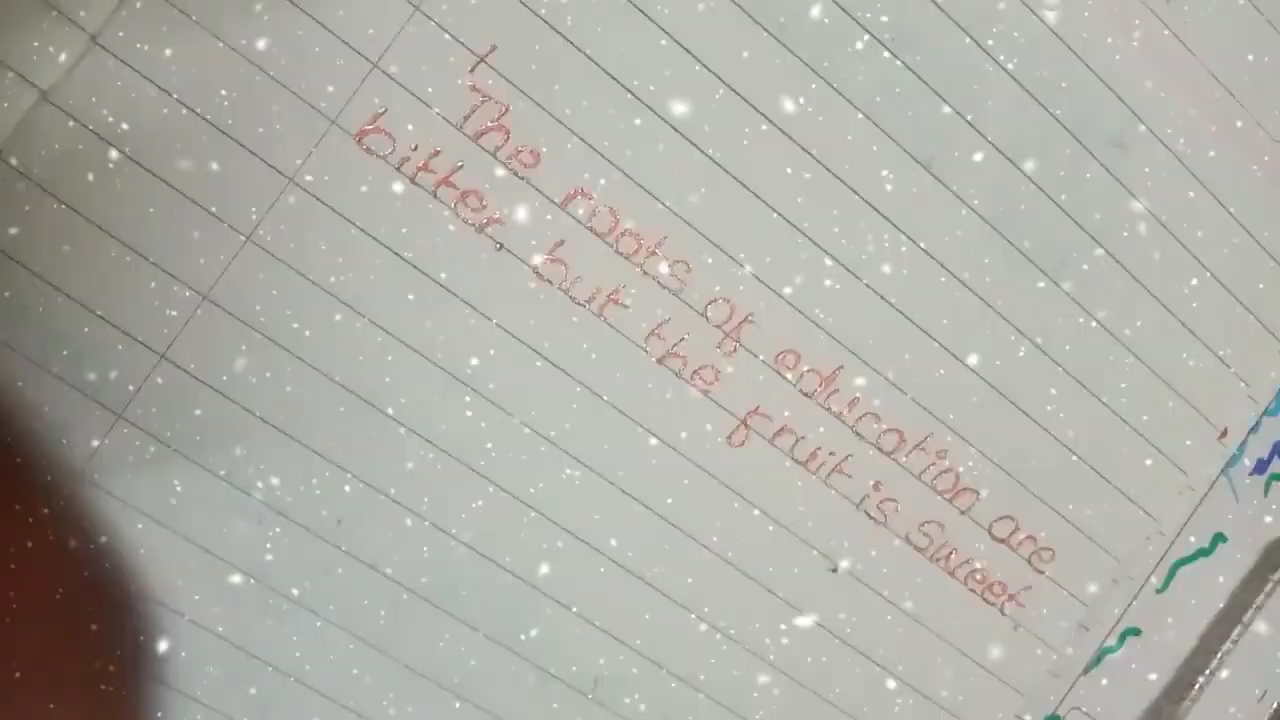 The roots of education are
bitter, but the fruit is sweet